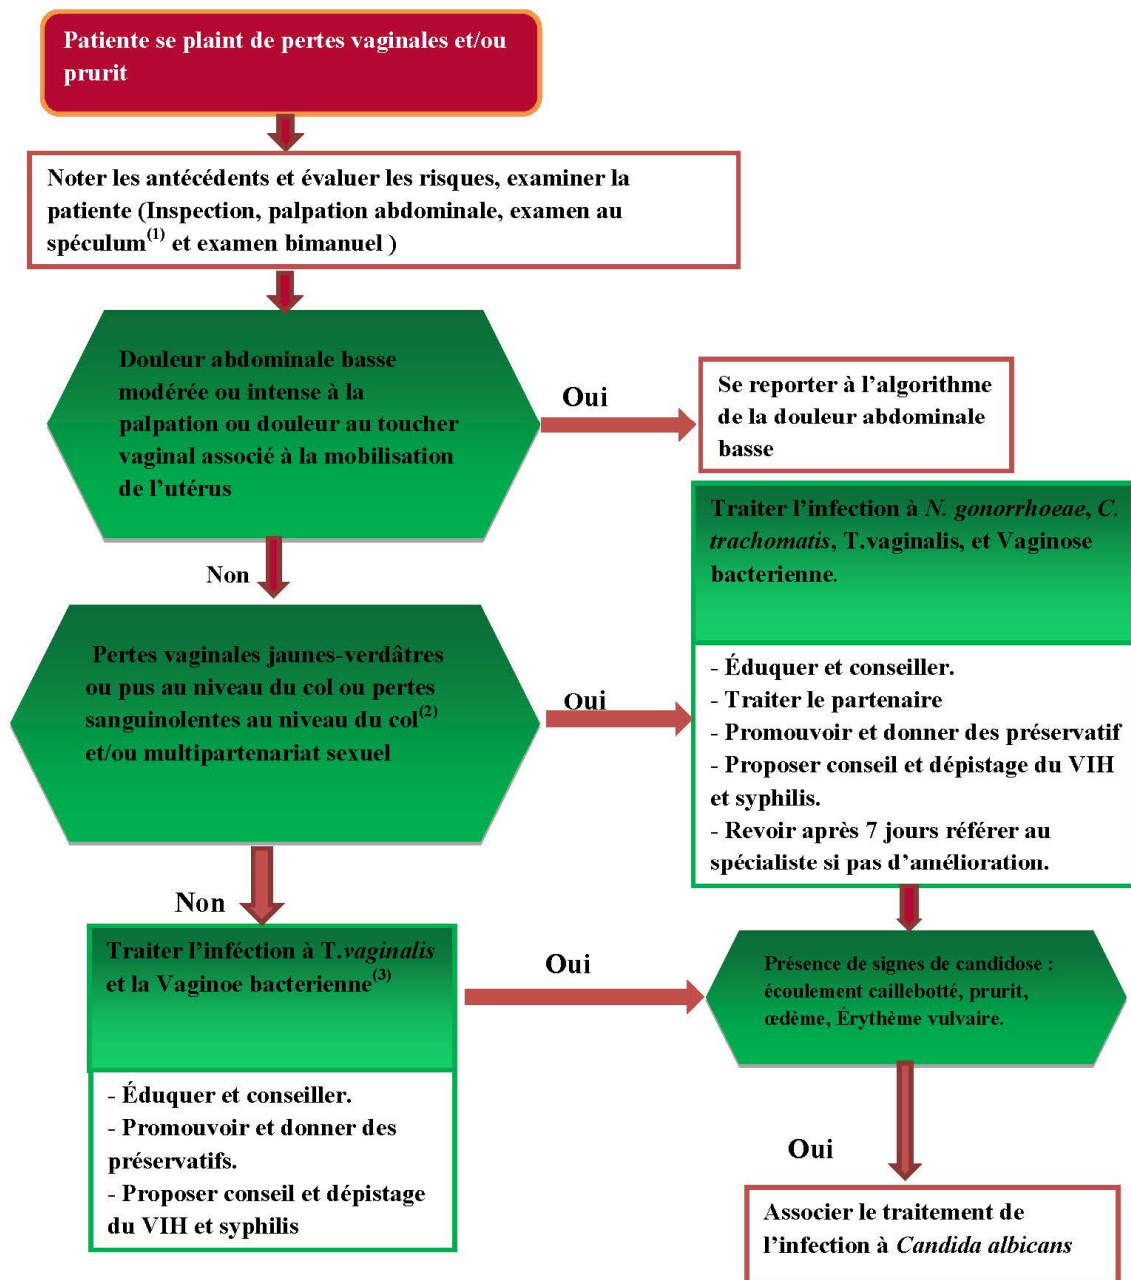 Patiente se plaint de pertes vaginales et/ou
prurit
Noter les antécédents et évaluer les risques, examiner la
patiente (Inspection, palpation abdominale, examen au
spéculum(1) et examen bimanuel )
Douleur abdominale basse
modérée ou intense à la
palpation ou douleur au toucher
vaginal associé à la mobilisation
de l’utérus
Oui
Se reporter à l’algorithme
de la douleur abdominale
basse
Non
Pertes vaginales jaunes-verdâtres
ou pus au niveau du col ou pertes
sanguinolentes au niveau du col(2)
et/ou multipartenariat sexuel
Oui
Traiter l’infection à N. gonorrhoeae, C.
trachomatis, T.vaginalis, et Vaginose
bacterienne.
- Éduquer et conseiller.
- Traiter le partenaire
- Promouvoir et donner des préservatif
- Proposer conseil et dépistage du VIH
et syphilis.
- Revoir après 7 jours référer au
spécialiste si pas d’amélioration.
Non
Traiter l’inféction à T.vaginalis
et la Vaginoe bacterienne(3)
- Éduquer et conseiller.
- Promouvoir et donner des
préservatifs.
- Proposer conseil et dépistage
du VIH et syphilis
Oui
Présence de signes de candidose :
écoulement caillebotté, prurit,
œdème, Érythème vulvaire.
Oui
Associer le traitement de
l’infection à Candida albicans